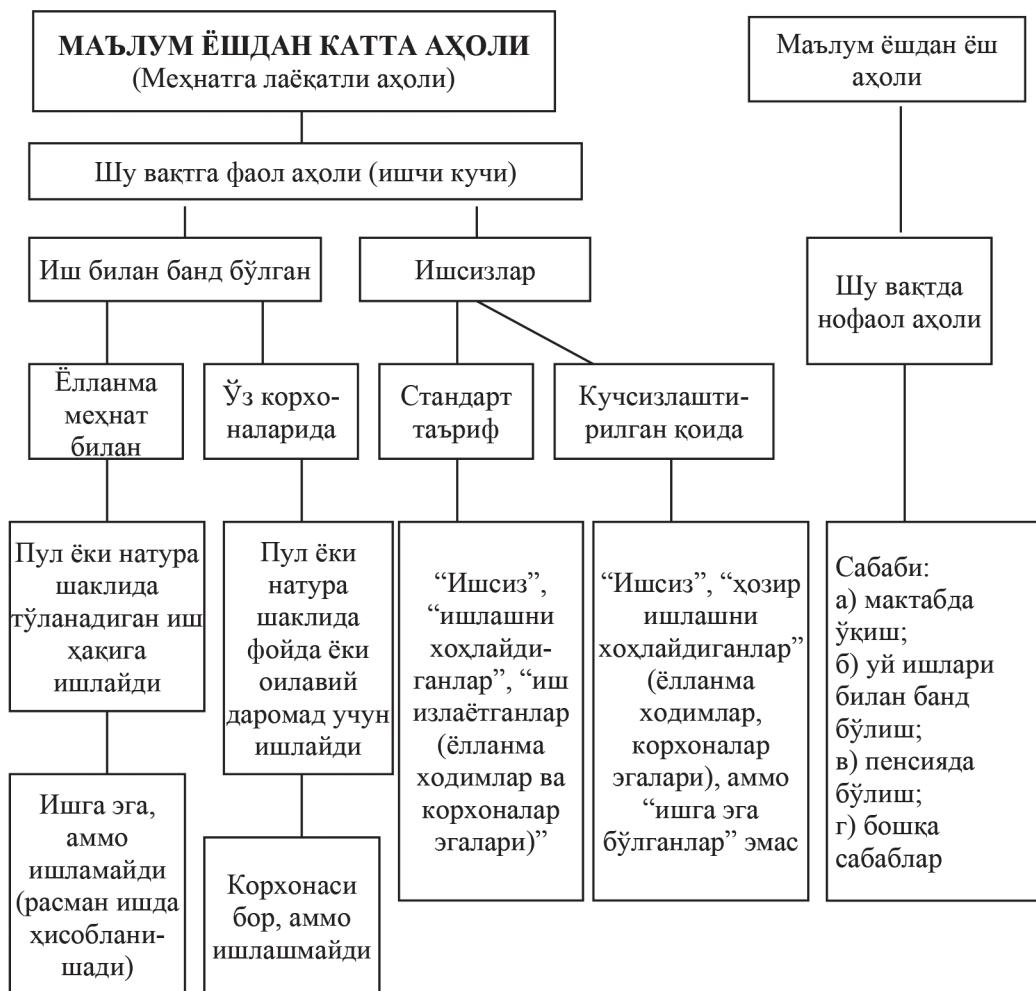 МАЪЛУМ ЁШДАН КАТТА АҲОЛИ
(Меҳнатга лаёқатли аҳоли)
Маълум ёшдан ёш
аҳоли
Шу вақтга фаол аҳоли (ишчи кучи)
Иш билан банд бўлган
Ишсизлар
Шу вақтда
нофаол аҳоли
Ёлланма
меҳнат
билан
Ўз корхо-
наларида
Стандарт
таъриф
Кучсизлашти-
рилган қоида
Пул ёки натура
шаклида
тўланадиган иш
ҳақига
ишлайди
Пул ёки
натура
шаклида
фойда ёки
оилавий
даромад учун
ишлайди
“Ишсиз”,
“ишлашни
хоҳлайди-
ганлар”, “иш
излаётганлар
(ёлланма
ходимлар ва
корхоналар
эгалари)”
“Ишсиз”, “ҳозир
ишлашни
хоҳлайдиганлар”
(ёлланма
ходимлар,
корхоналар
эгалари), аммо
“ишга эга
бўлганлар” эмас
Сабаби:
а) мактабда
ўқиш;
б) уй ишлари
билан банд
бўлиш;
в) пенсияда
бўлиш;
г) бошқа
сабаблар
Ишга эга,
аммо
ишламайди
(расман ишда
ҳисоблани-
шади)
Корхонаси
бор, аммо
ишлашмайди